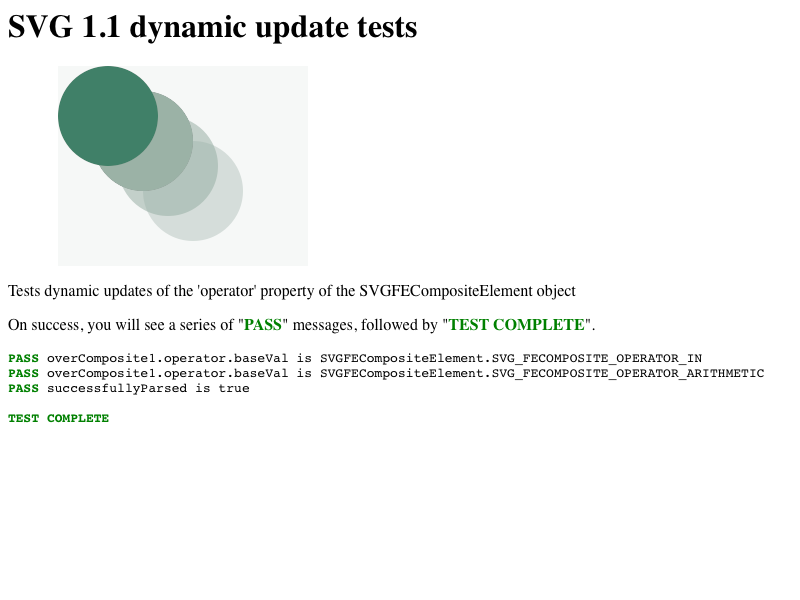 SVG 1.1 dynamic update tests
Tests dynamic updates of the 'operator' property of the SVGFECompositeElement object
On success, you will see a series of "PASS" messages, followed by "TEST COMPLETE".
PASS overComposite1.operator.baseVal is SVGFECompositeElement.SVG_FECOMPOSITE_OPERATOR_IN
PASS overComposite1.operator.baseVal is SVGFECompositeElement.SVG_FECOMPOSITE_OPERATOR_ARITHMETIC
PASS successfullyParsed is true
TEST COMPLETE